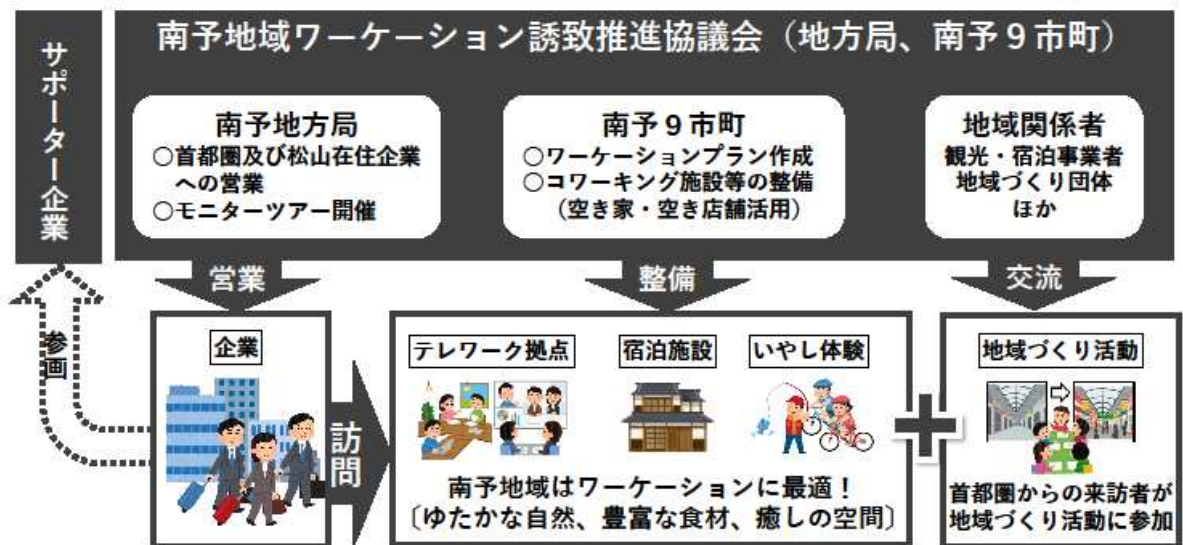 サポーター企業
南予地域ワーケーション誘致推進協議会（地方局、南予９市町）
南予地方局
○首都圏及び松山在住企業
への営業
○モニターツアー開催
南予９市町
○ワーケーションプラン作成
○コワーキング施設等の整備
（空き家・空き店舗活用）
地域関係者
観光・宿泊事業者
地域づくり団体
ほか
営業
整備
交流
参画
企業
訪問
テレワーク拠点
宿泊施設
いやし体験
南予地域はワーケーションに最適！
〔ゆたかな自然、豊富な食材、癒しの空間〕
＋
地域づくり活動
首都圏からの来訪者が
地域づくり活動に参加